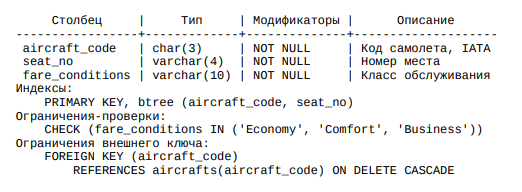 Столбец | Тип | Модификаторы | Описание
-----------------+-------------+--------------+---------------------
aircraft_code | char(3) | NOT NULL | Код самолета, IATA
seat_no | varchar(4) | NOT NULL | Номер места
fare_conditions | varchar(10) | NOT NULL | Класс обслуживания
Индексы:
PRIMARY KEY, btree (aircraft_code, seat_no)
Ограничения-проверки:
CHECK (fare_conditions IN ('Economy', 'Comfort', 'Business'))
Ограничения внешнего ключа:
FOREIGN KEY (aircraft_code)
REFERENCES aircrafts(aircraft_code) ON DELETE CASCADE